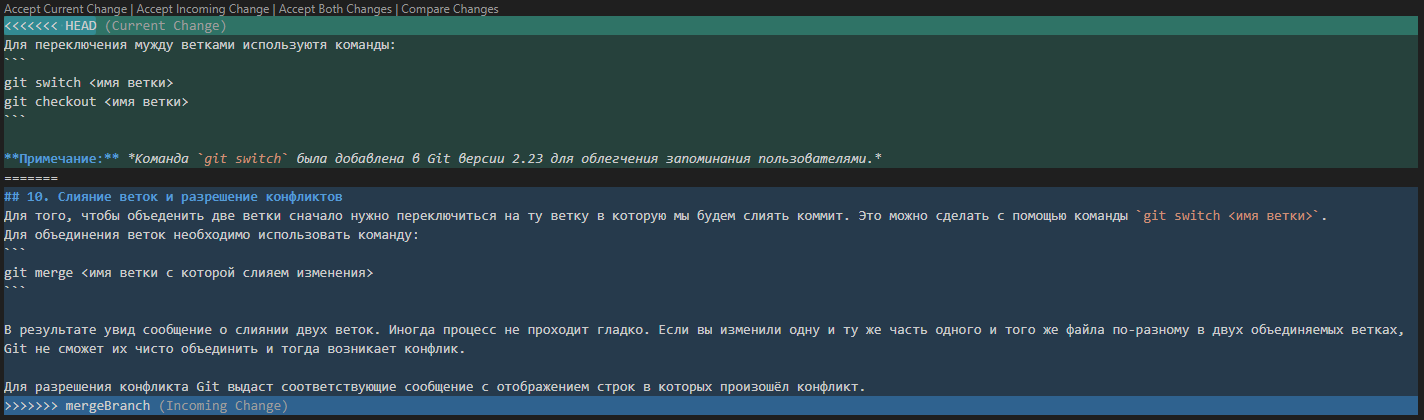 Accept Current Change | Accept Incoming Change | Accept Both Changes | Compare Changes
<<<<<<< HEAD (Current Change)
Для переключения мужду ветками используютя команды:
```
git switch <имя ветки>
git checkout <имя ветки>
```
**Примечание:** *Команда `git switch` была добавлена в Git версии 2.23 для облегчения запоминания пользователями.*
=======
## 10. Слияние веток и разрешение конфликтов
Для того, чтобы объеденить две ветки сначало нужно переключиться на ту ветку в которую мы будем слиять коммит. Это можно сделать с помощью команды `git switch <имя ветки>`.
Для объединения веток необходимо использовать команду:
```
git merge <имя ветки с которой слияем изменения>
```
В результате увид сообщение о слиянии двух веток. Иногда процесс не проходит гладко. Если вы изменили одну и ту же часть одного и того же файла по-разному в двух объединяемых ветках,
Git не сможет их чисто объединить и тогда возникает конфлик.
Для разрешения конфликта Git выдаст соответствующие сообщение с отображением строк в которых произошёл конфликт.
>>>>>>> mergeBranch (Incoming Change)